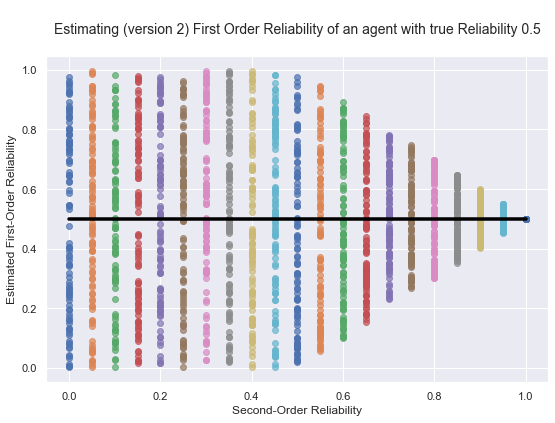 Estimating (version 2) First Order Reliability of an agent with true Reliability 0.5
1.0
0.8
0.6
0.4
0.2
0.0
Estimated First-Order Reliability
0.0 0.2 0.4 0.6 0.8 1.0
Second-Order Reliability